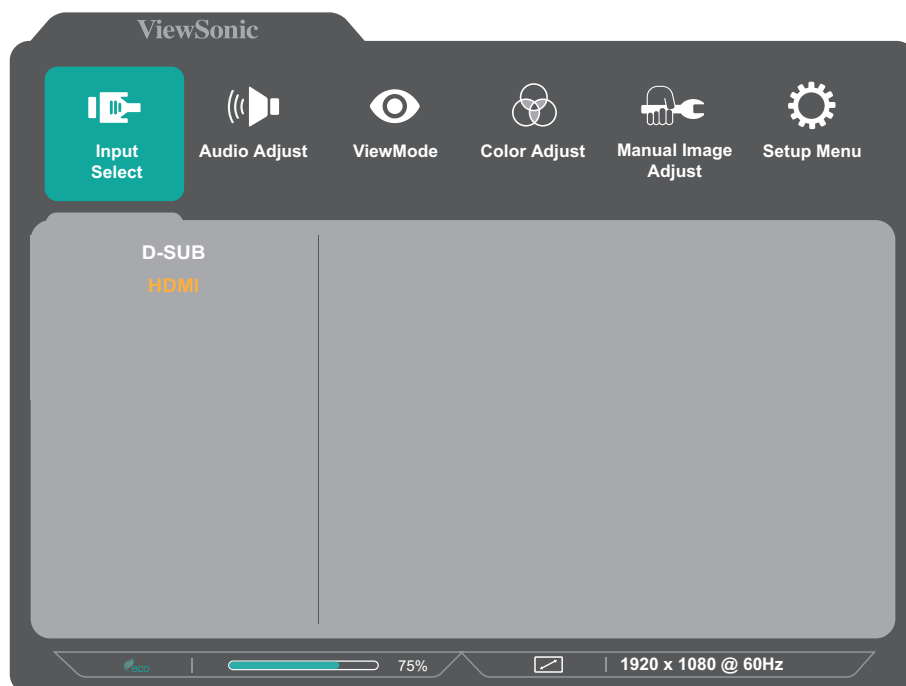 ViewSonic
Input Select
Audio Adjust
ViewMode
Color Adjust
Manual Image Adjust
Setup Menu
D-SUB
HDMI
eco
75%
1920 x 1080 @ 60Hz